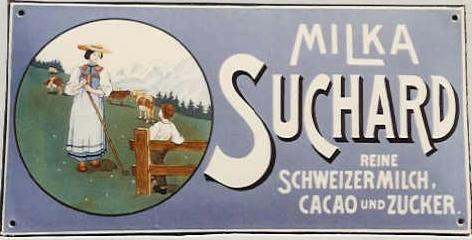 MILKA
SUCHARD
REINE
SCHWEIZERMILCH,
CACAO UND ZUCKER.